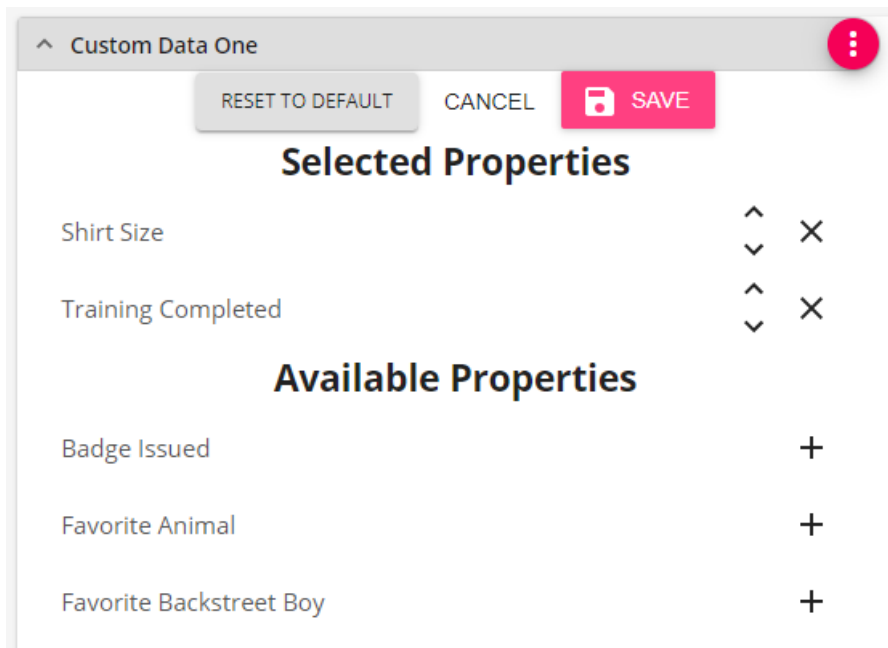 Custom Data One
RESET TO DEFAULT CANCEL SAVE
Selected Properties
Shirt Size
Training Completed
Available Properties
Badge Issued
Favorite Animal
Favorite Backstreet Boy